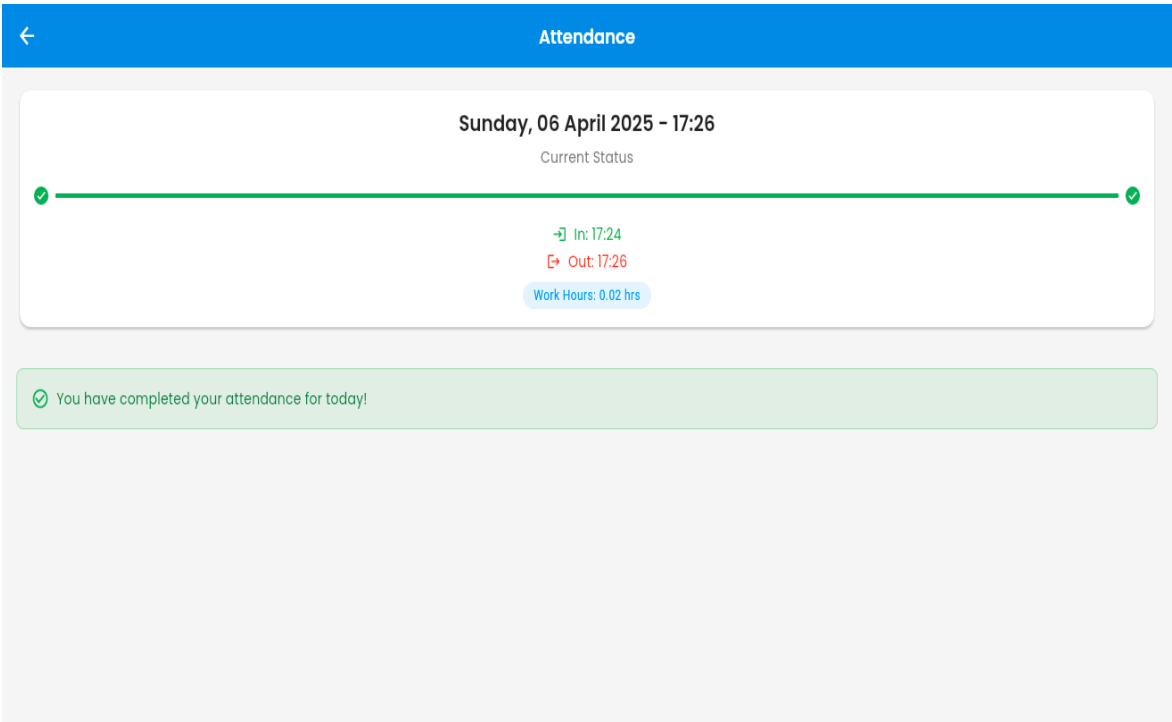 Attendance
Sunday, 06 April 2025 - 17:26
Current Status
In: 17:24
Out: 17:26
Work Hours: 0.02 hrs
You have completed your attendance for today!